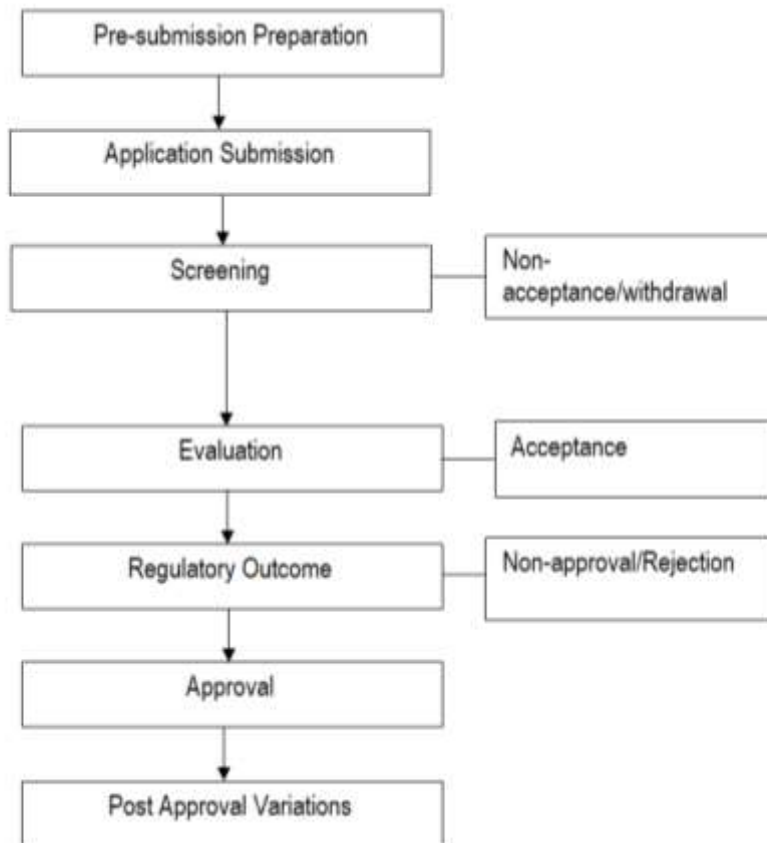 Pre-submission Preparation
Application Submission
Screening
Non-
acceptance/withdrawal
Evaluation
Acceptance
Regulatory Outcome
Non-approval/Rejection
Approval
Post Approval Variations